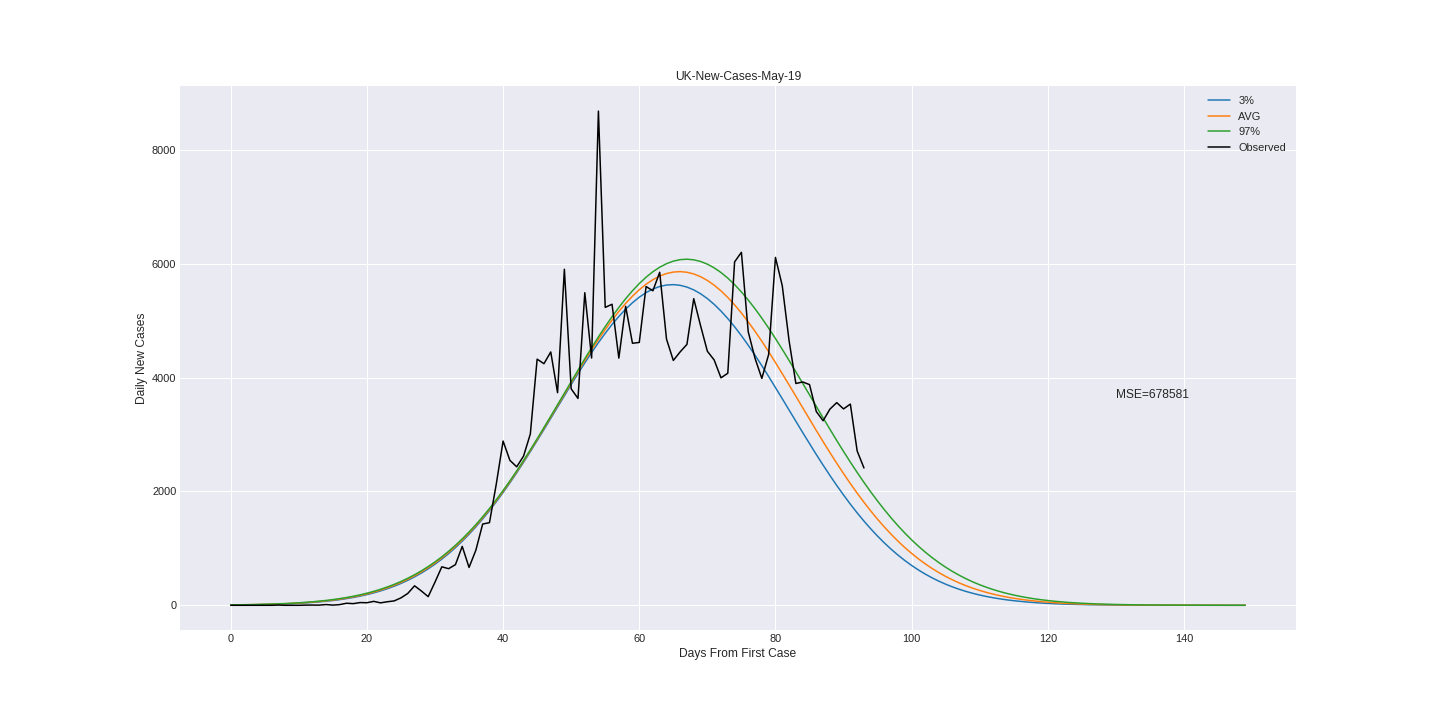 UK-New-Cases-May-19
3%
AVG
97%
Observed
8000
6000
4000
2000
0
Daily New Cases
MSE=678581
0 20 40 60 80 100 120 140
Days From First Case